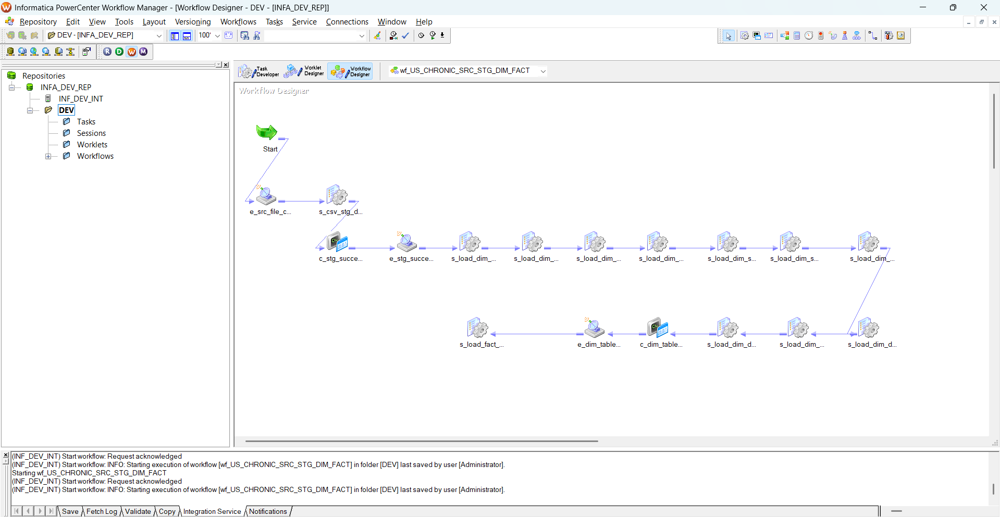 Informatica PowerCenter Workflow Manager - [Workflow Designer - DEV - [INFA_DEV_REP]]
Repository Edit View Tools Layout Versioning Workflows Tasks Service Connections Window Help
DEV - [INFA_DEV_REP]
100%
R D W M
Task Developer
Worklet Designer
Workflow Designer
wf_US_CHRONIC_SRC_STG_DIM_FACT
Repositories
INFA_DEV_REP
INF_DEV_INT
DEV
Tasks
Sessions
Worklets
Workflows
Workflow Designer
Start
e_src_file_c...
s_csv_stg_d...
c_stg_succe...
e_stg_succe...
s_load_dim_...
s_load_dim_...
s_load_dim_...
s_load_dim_...
s_load_dim_s...
s_load_dim_s...
s_load_dim_...
s_load_fact_...
e_dim_table...
c_dim_table...
s_load_dim_d...
s_load_dim_...
s_load_dim_d...
(INF_DEV_INT) Start workflow: Request acknowledged
(INF_DEV_INT) Start workflow: INFO: Starting execution of workflow [wf_US_CHRONIC_SRC_STG_DIM_FACT] in folder [DEV] last saved by user [Administrator].
Starting wf_US_CHRONIC_SRC_STG_DIM_FACT
(INF_DEV_INT) Start workflow: Request acknowledged
(INF_DEV_INT) Start workflow: INFO: Starting execution of workflow [wf_US_CHRONIC_SRC_STG_DIM_FACT] in folder [DEV] last saved by user [Administrator].
Save Fetch Log Validate Copy Integration Service Notifications